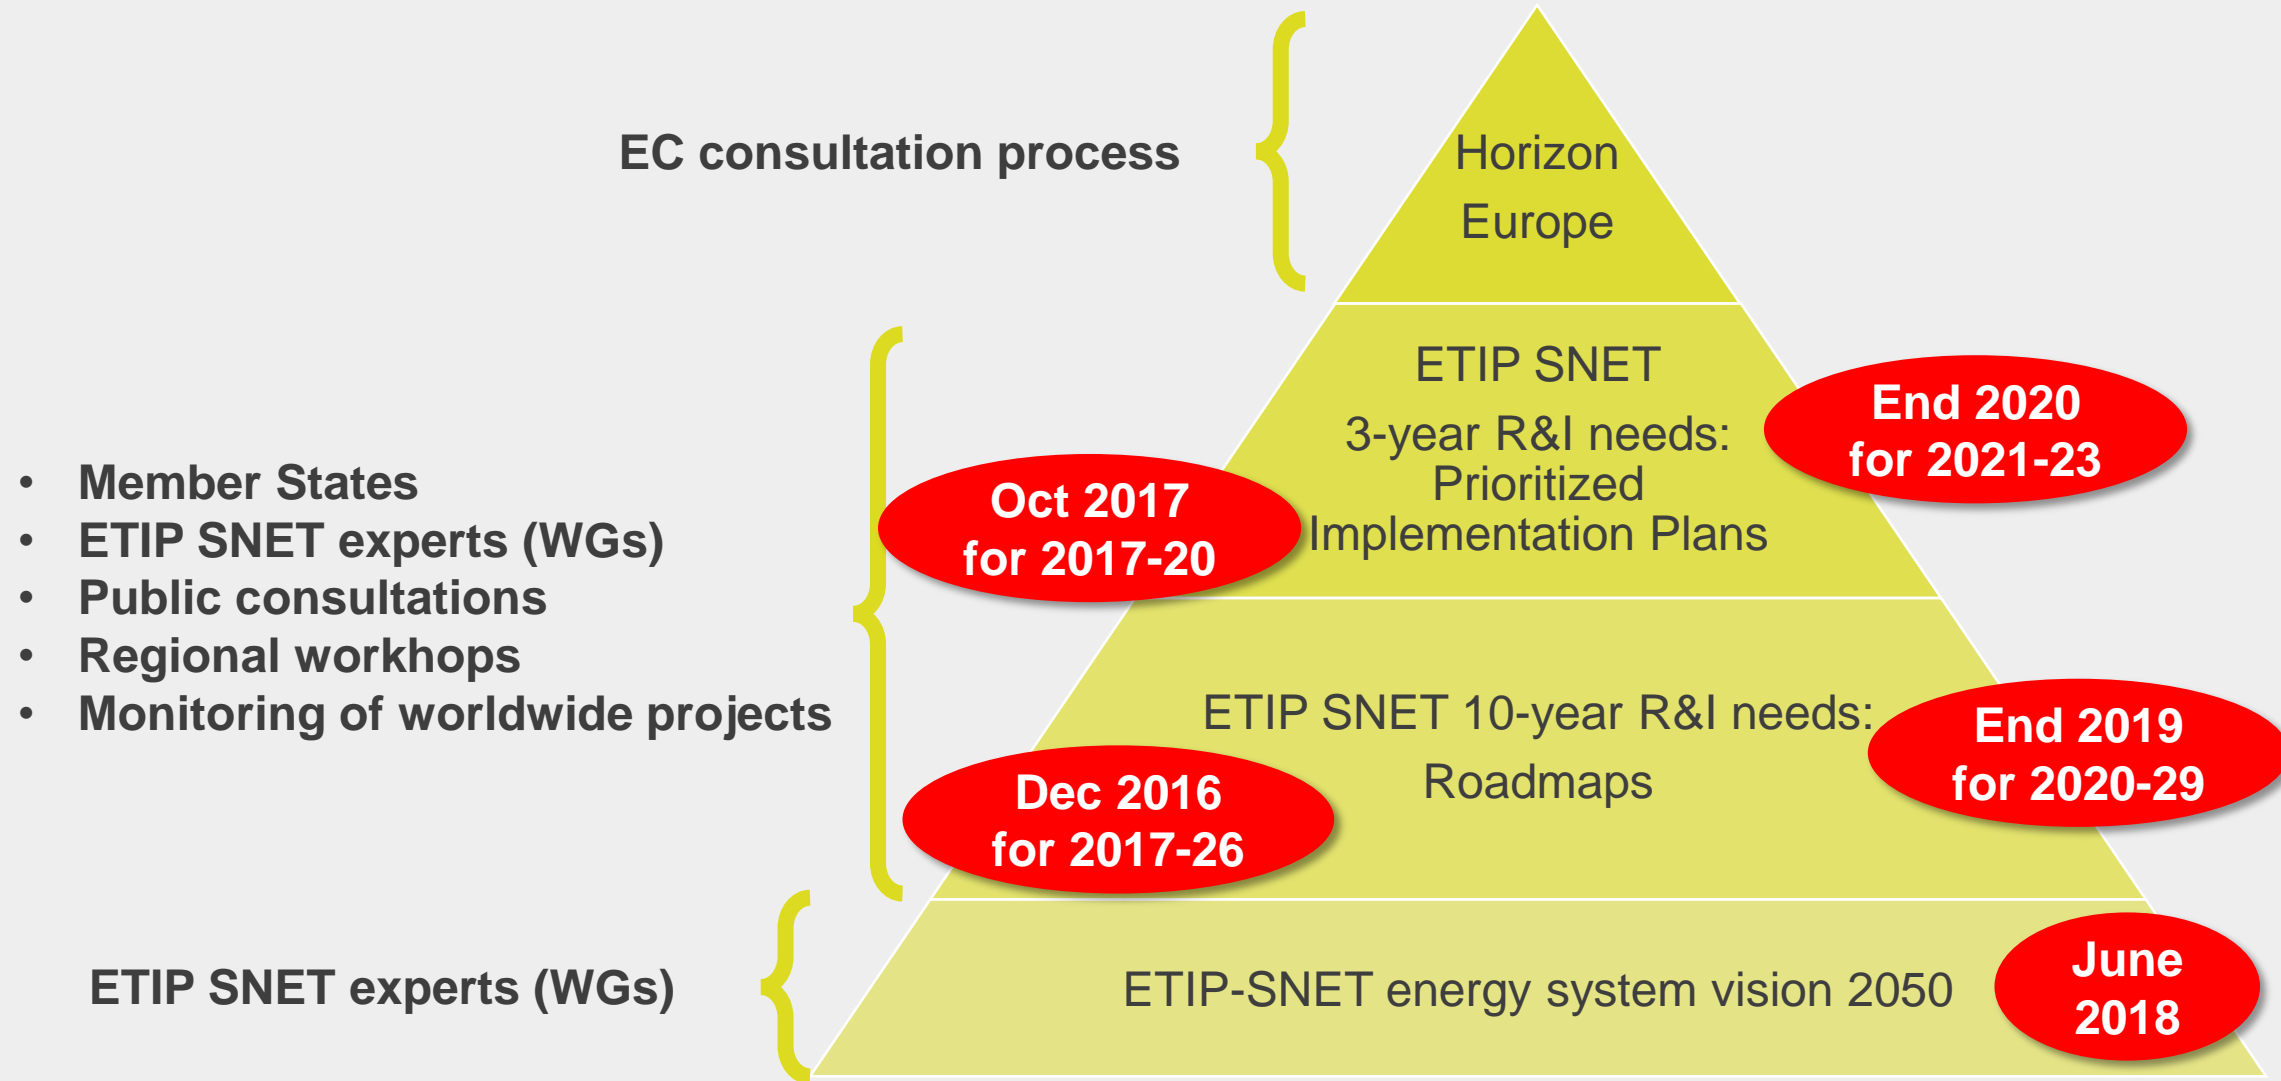 EC consultation process
Horizon
Europe
ETIP SNET
3-year R&I needs:
Prioritized
Implementation Plans
End 2020
for 2021-23
Oct 2017
for 2017-20
• Member States
• ETIP SNET experts (WGs)
• Public consultations
• Regional workhops
• Monitoring of worldwide projects
ETIP SNET 10-year R&I needs:
Roadmaps
End 2019
for 2020-29
Dec 2016
for 2017-26
ETIP SNET experts (WGs)
ETIP-SNET energy system vision 2050
June
2018